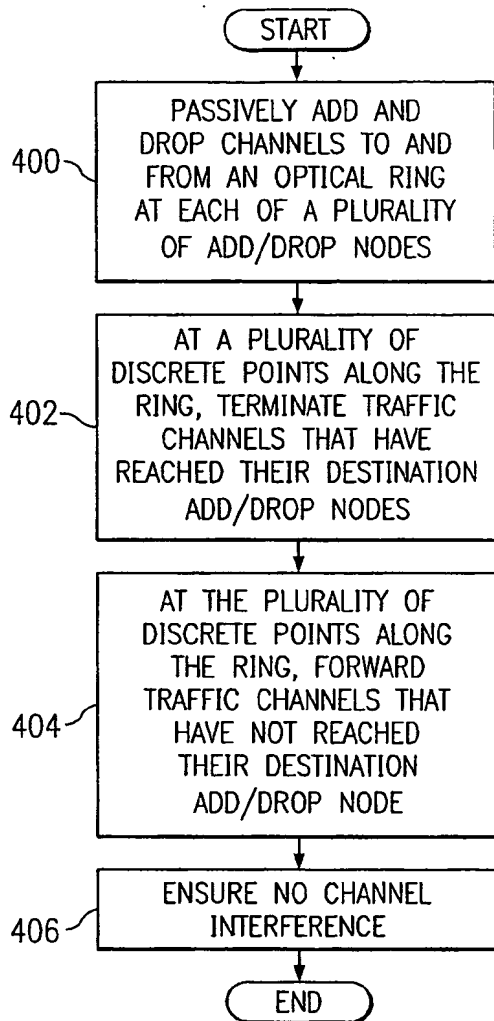 START
400
PASSIVELY ADD AND
DROP CHANNELS TO AND
FROM AN OPTICAL RING
AT EACH OF A PLURALITY
OF ADD/DROP NODES
402
AT A PLURALITY OF
DISCRETE POINTS ALONG THE
RING, TERMINATE TRAFFIC
CHANNELS THAT HAVE
REACHED THEIR DESTINATION
ADD/DROP NODES
404
AT THE PLURALITY OF
DISCRETE POINTS ALONG
THE RING, FORWARD
TRAFFIC CHANNELS THAT
HAVE NOT REACHED
THEIR DESTINATION
ADD/DROP NODE
406
ENSURE NO CHANNEL
INTERFERENCE
END